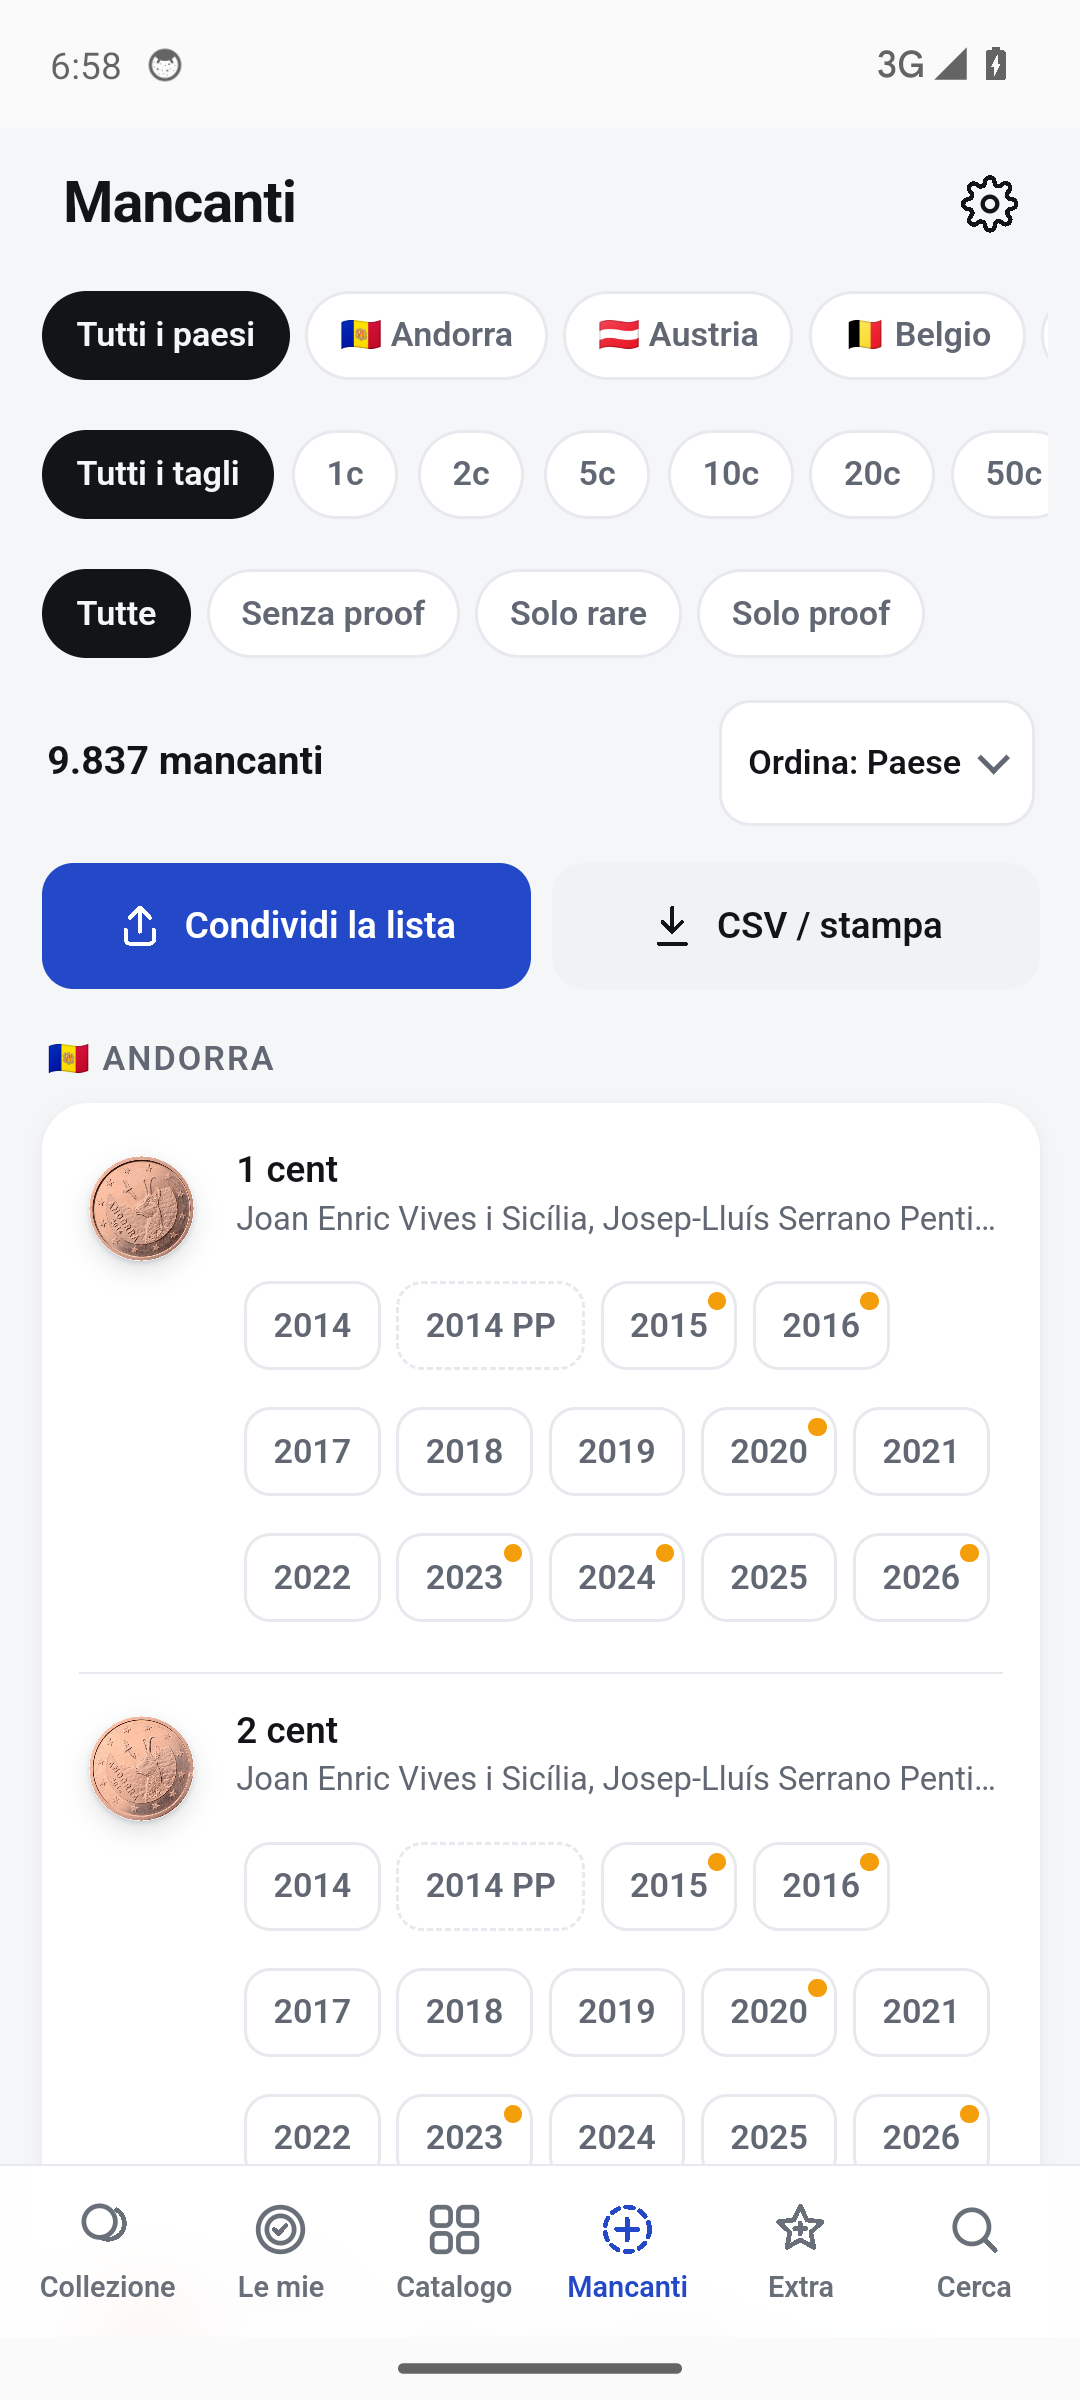 6:58 3G
Mancanti
Tutti i paesi 🇦🇩 Andorra 🇦🇹 Austria 🇧🇪 Belgio
Tutti i tagli 1c 2c 5c 10c 20c 50c
Tutte Senza proof Solo rare Solo proof
9.837 mancanti Ordina: Paese
Condividi la lista CSV / stampa
🇦🇩 ANDORRA
1 cent
Joan Enric Vives i Sicília, Josep-Lluís Serrano Penti…
2014 2014 PP 2015 2016
2017 2018 2019 2020 2021
2022 2023 2024 2025 2026
2 cent
Joan Enric Vives i Sicília, Josep-Lluís Serrano Penti…
2014 2014 PP 2015 2016
2017 2018 2019 2020 2021
2022 2023 2024 2025 2026
Collezione Le mie Catalogo Mancanti Extra Cerca